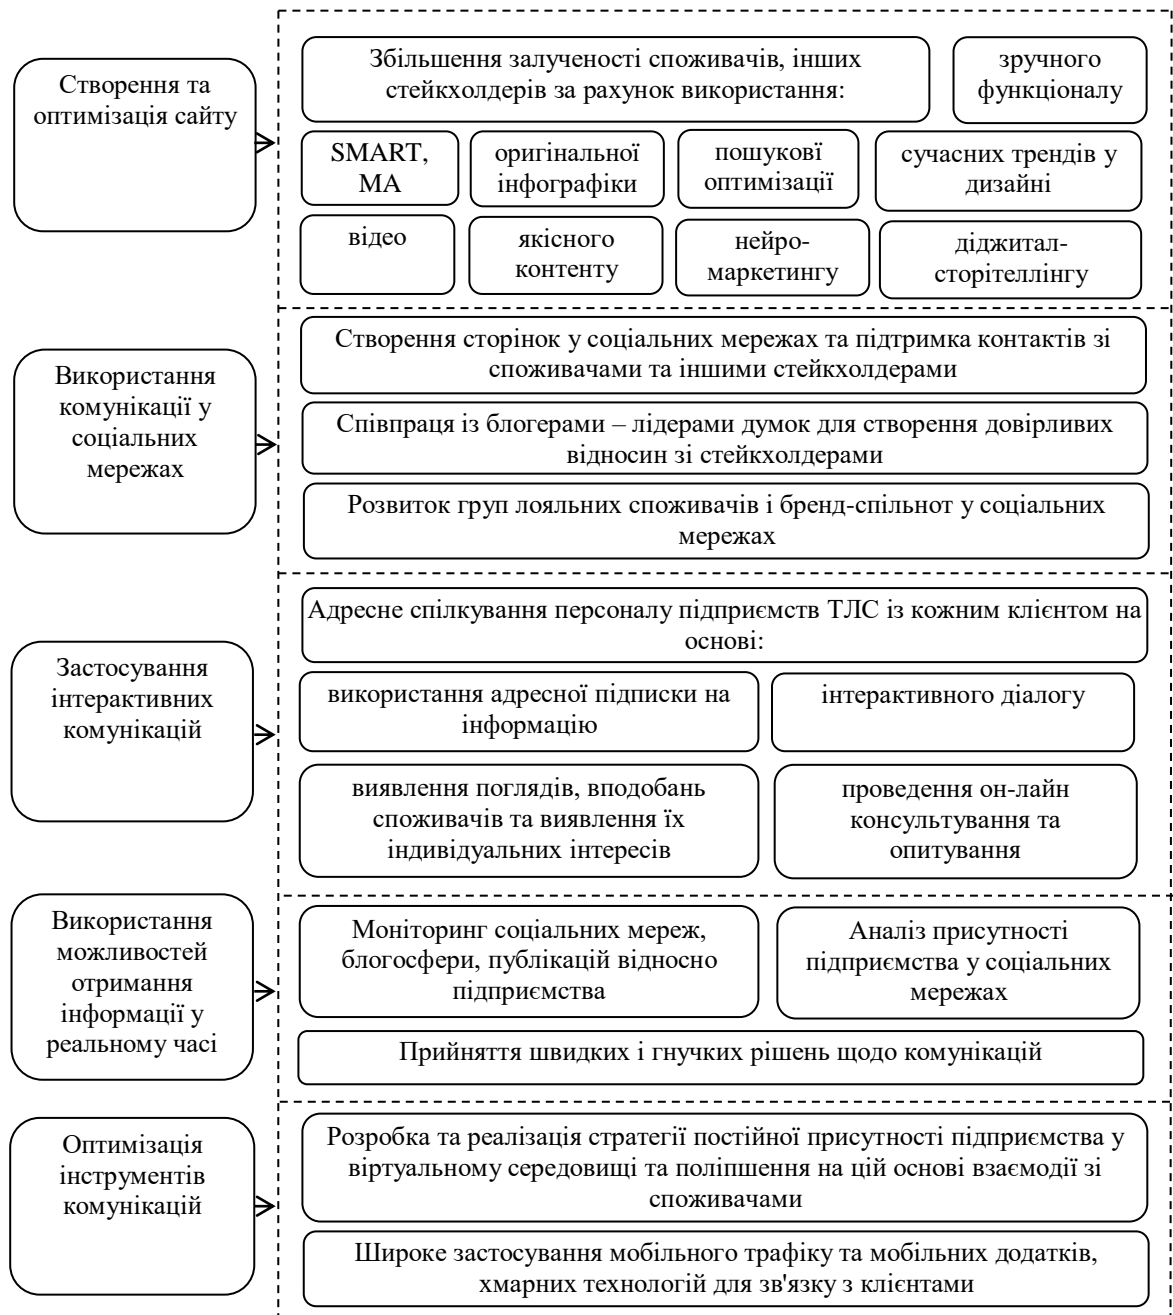 Створення та
оптимізація сайту
Збільшення залученості споживачів, інших
стейкхолдерів за рахунок використання:
зручного
функціоналу
SMART,
МА
оригінальної
інфографіки
пошукові
оптимізації
сучасних трендів у
дизайні
відео
якісного
контенту
нейро-
маркетингу
діджитал-
сторітеллінгу
Використання
комунікації у
соціальних
мережах
Створення сторінок у соціальних мережах та підтримка контактів зі
споживачами та іншими стейкхолдерами
Співпраця із блогерами – лідерами думок для створення довірливих
відносин зі стейкхолдерами
Розвиток груп лояльних споживачів і бренд-спільнот у соціальних
мережах
Застосування
інтерактивних
комунікацій
Адресне спілкування персоналу підприємств ТЛС із кожним клієнтом на
основі:
використання адресної підписки на
інформацію
інтерактивного діалогу
виявлення поглядів, вподобань
споживачів та виявлення їх
індивідуальних інтересів
проведення он-лайн
консультування та
опитування
Використання
можливостей
отримання
інформації у
реальному часі
Моніторинг соціальних мереж,
блогосфери, публікацій відносно
підприємства
Аналіз присутності
підприємства у соціальних
мережах
Прийняття швидких і гнучких рішень щодо комунікацій
Оптимізація
інструментів
комунікацій
Розробка та реалізація стратегії постійної присутності підприємства у
віртуальному середовищі та поліпшення на цій основі взаємодії зі
споживачами
Широке застосування мобільного трафіку та мобільних додатків,
хмарних технологій для зв'язку з клієнтами